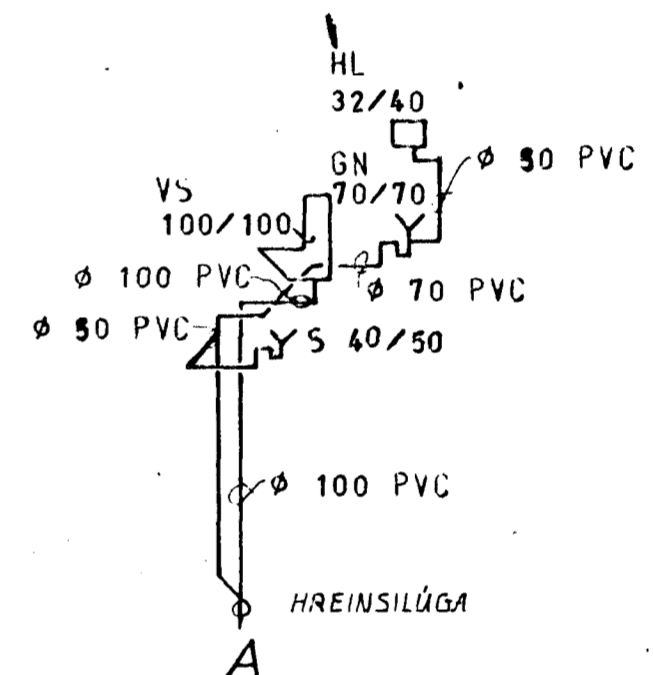 HL
32/40
GN
70/70
ø 50 PVC
VS
100/100
ø 100 PVC
ø 70 PVC
ø 50 PVC
S 40/50
ø 100 PVC
HREINSILÚGA
A